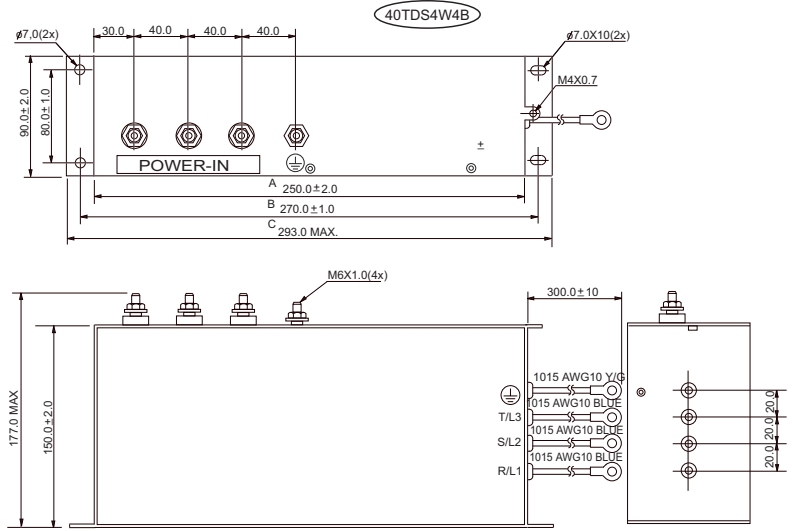 40TDS4W4B
ø7,0(2x)
30.0
40.0
40.0
40.0
ø7.0X10(2x)
M4X0.7
90.0±2.0
80.0±1.0
POWER-IN
±
A 250.0±2.0
B 270.0±1.0
C 293.0 MAX.
M6X1.0(4x)
300.0±10
177.0 MAX
150.0±2.0
1015 AWG10 Y/G
T/L3
1015 AWG10 BLUE
S/L2
1015 AWG10 BLUE
R/L1
1015 AWG10 BLUE
20.0
20.0
20.0